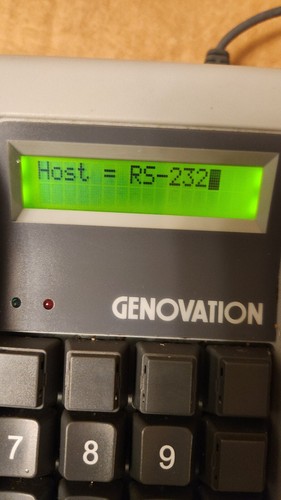 Host = RS-232
GENOVATION
7 8 9